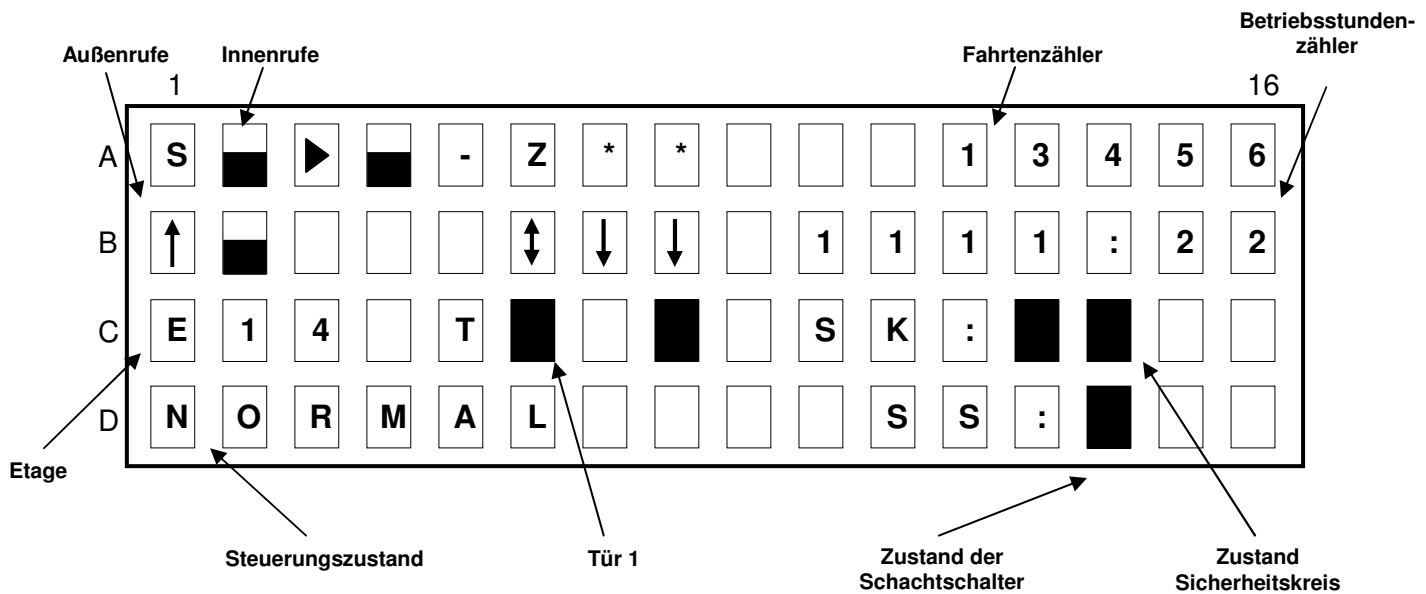 Betriebsstunden-
zähler
Außenrufe Innenrufe Fahrtenzähler
1 16
A S ▶ - Z * * 1 3 4 5 6
B ↑ ↕ ↓ ↓ 1 1 1 1 : 2 2
C E 1 4 T S K :
D N O R M A L S S :
Etage
Steuerungszustand Tür 1 Zustand der
Schachtschalter
Zustand
Sicherheitskreis